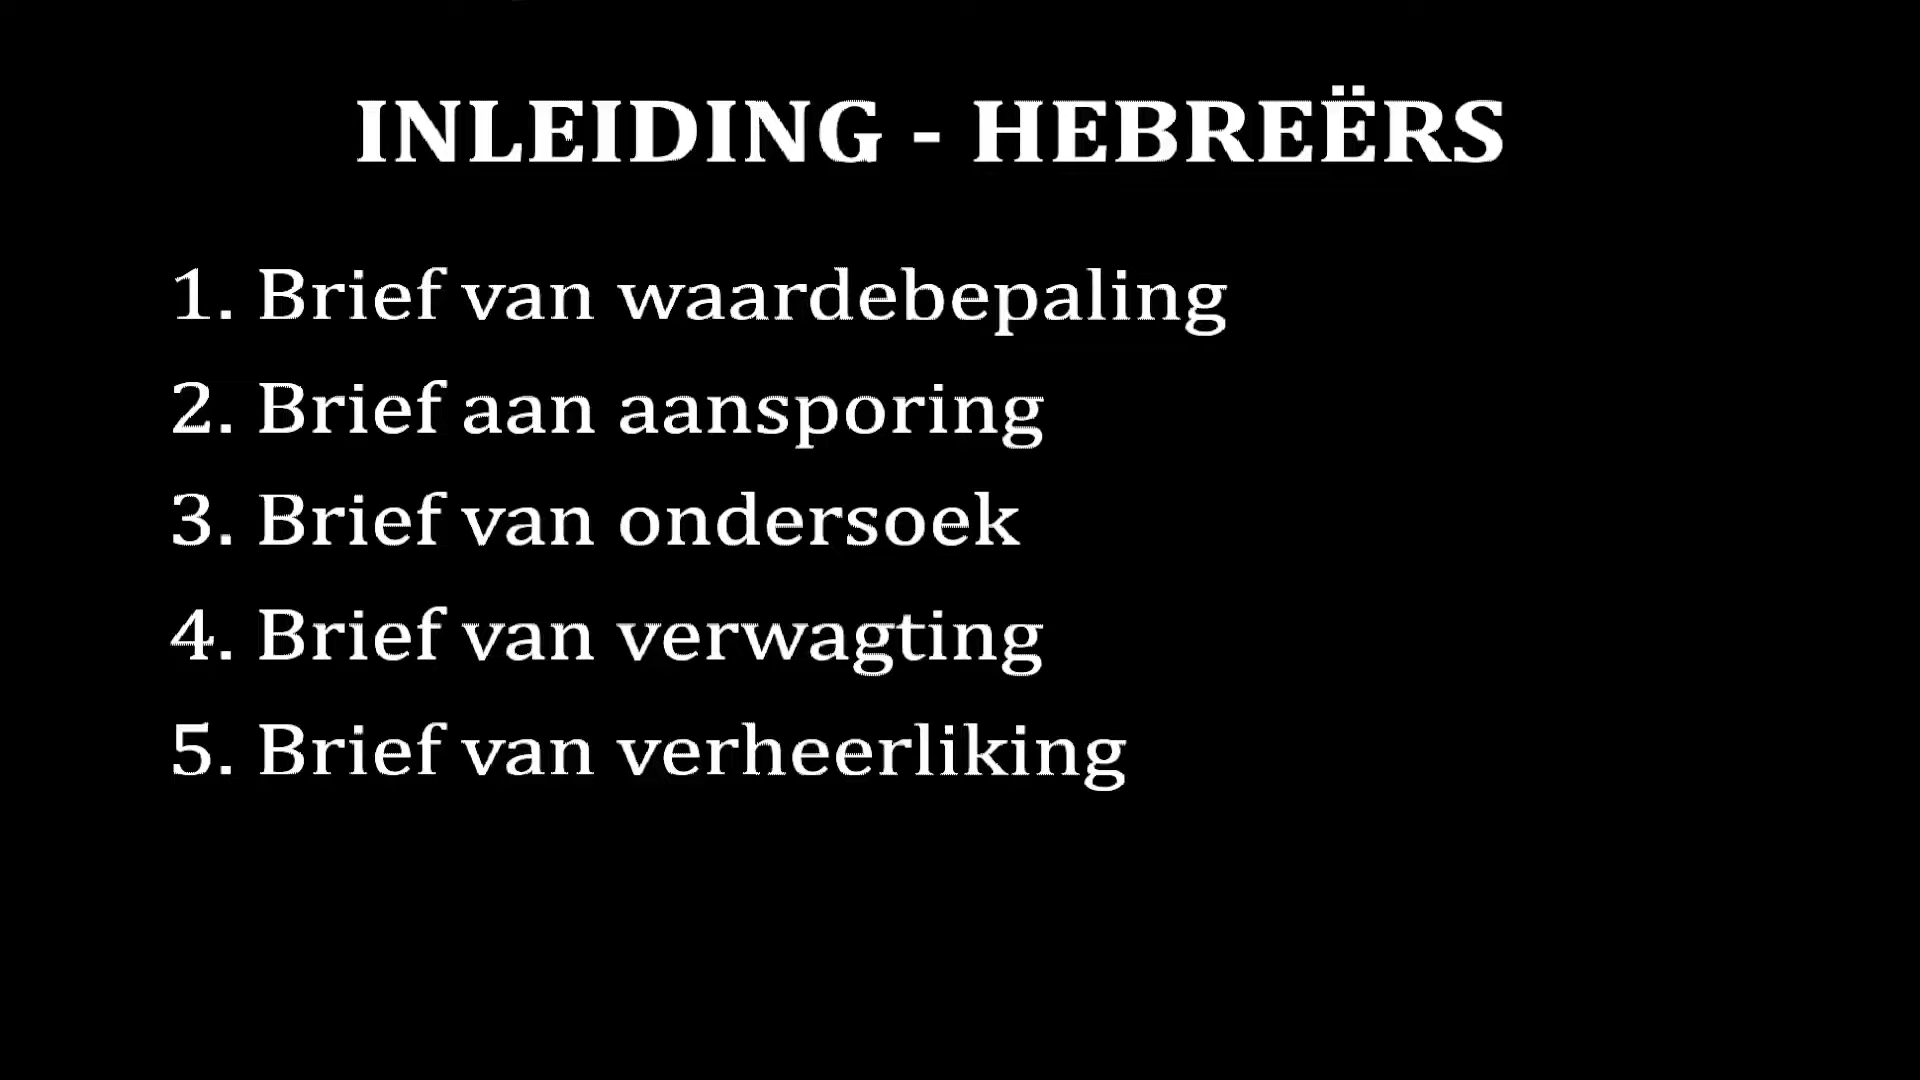 INLEIDING - HEBREËRS
1. Brief van waardebepaling
2. Brief aan aansporing
3. Brief van ondersoek
4. Brief van verwagting
5. Brief van verheerliking